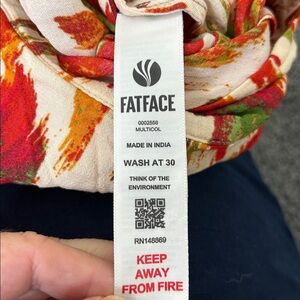 FATFACE
0002558
MULTICOL
MADE IN INDIA
WASH AT 30
THINK OF THE
ENVIRONMENT
RN148869
KEEP
AWAY
FROM FIRE